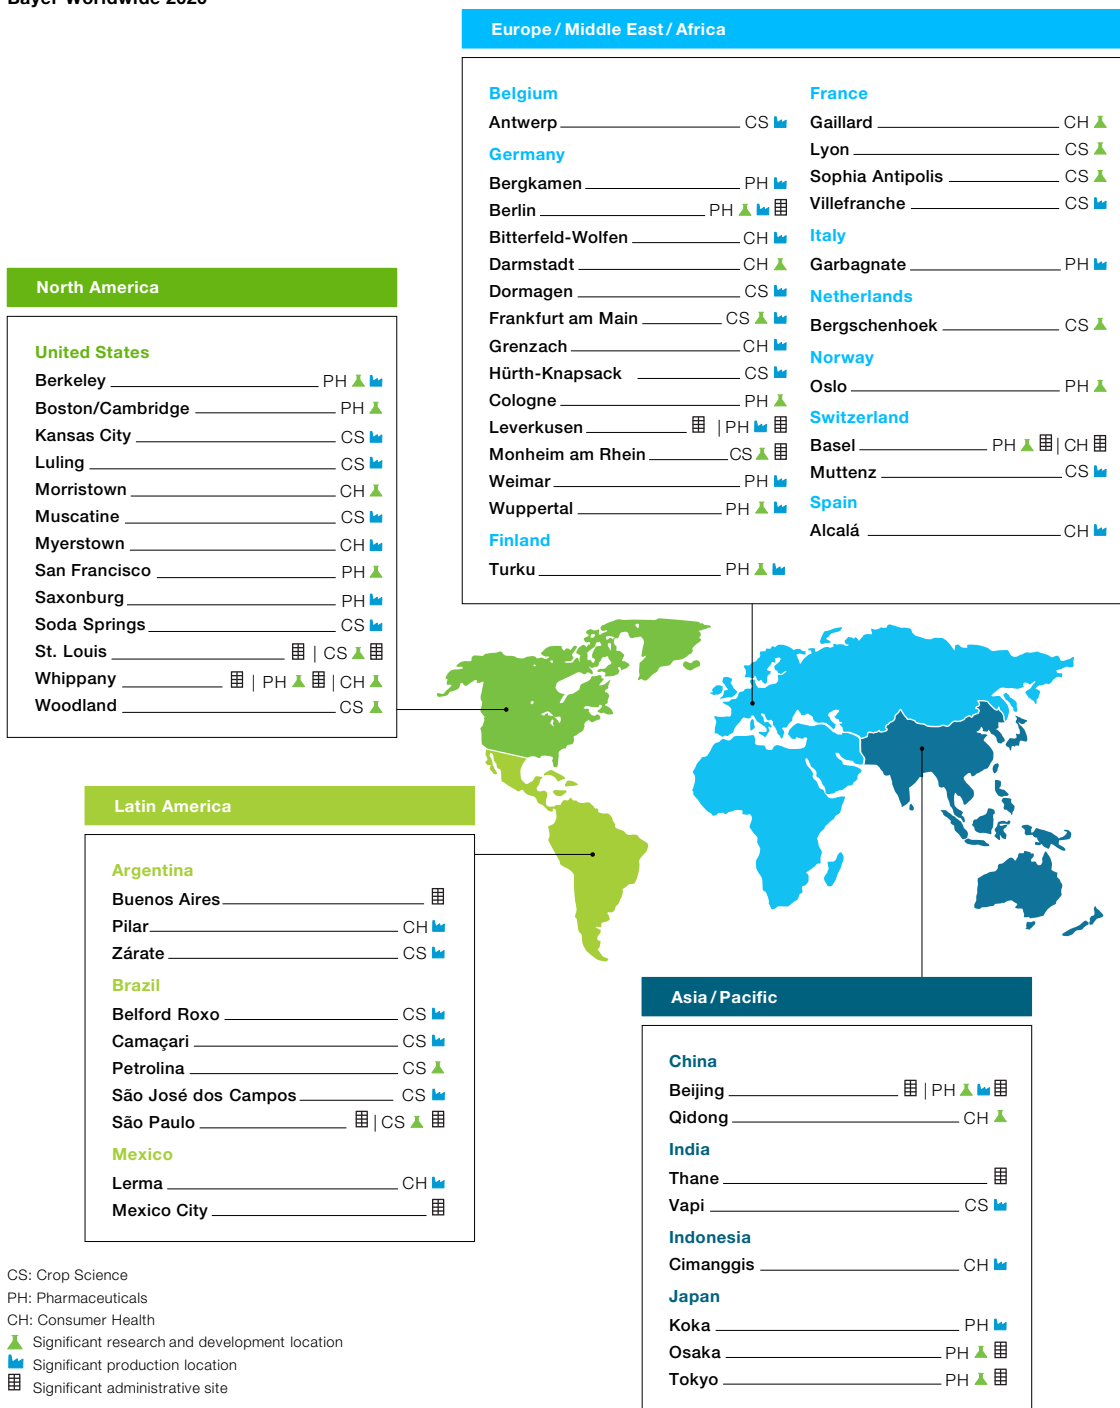 Bayer Worldwide 2020
Europe / Middle East / Africa
Belgium
Antwerp CS
Germany
Bergkamen PH
Berlin PH
Bitterfeld-Wolfen CH
Darmstadt CH
Dormagen CS
Frankfurt am Main CS
Grenzach CH
Hürth-Knapsack CS
Cologne PH
Leverkusen | PH
Monheim am Rhein CS
Weimar PH
Wuppertal PH
Finland
Turku PH
France
Gaillard CH
Lyon CS
Sophia Antipolis CS
Villefranche CS
Italy
Garbagnate PH
Netherlands
Bergschenhoek CS
Norway
Oslo PH
Switzerland
Basel PH | CH
Muttenz CS
Spain
Alcalá CH
North America
United States
Berkeley PH
Boston/Cambridge PH
Kansas City CS
Luling CS
Morristown CH
Muscatine CS
Myerstown CH
San Francisco PH
Saxonburg PH
Soda Springs CS
St. Louis | CS
Whippany | PH | CH
Woodland CS
Latin America
Argentina
Buenos Aires
Pilar CH
Zárate CS
Brazil
Belford Roxo CS
Camaçari CS
Petrolina CS
São José dos Campos CS
São Paulo | CS
Mexico
Lerma CH
Mexico City
Asia / Pacific
China
Beijing | PH
Qidong CH
India
Thane
Vapi CS
Indonesia
Cimanggis CH
Japan
Koka PH
Osaka PH
Tokyo PH
CS: Crop Science
PH: Pharmaceuticals
CH: Consumer Health
Significant research and development location
Significant production location
Significant administrative site